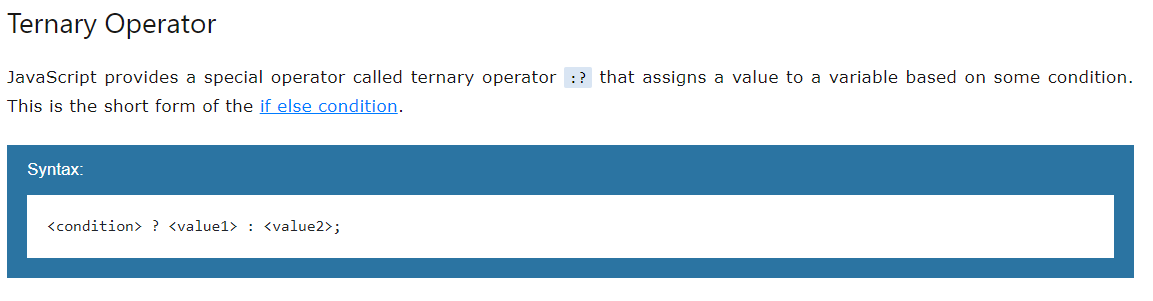 Ternary Operator
JavaScript provides a special operator called ternary operator :? that assigns a value to a variable based on some condition.
This is the short form of the if else condition.
Syntax:
<condition> ? <value1> : <value2>;